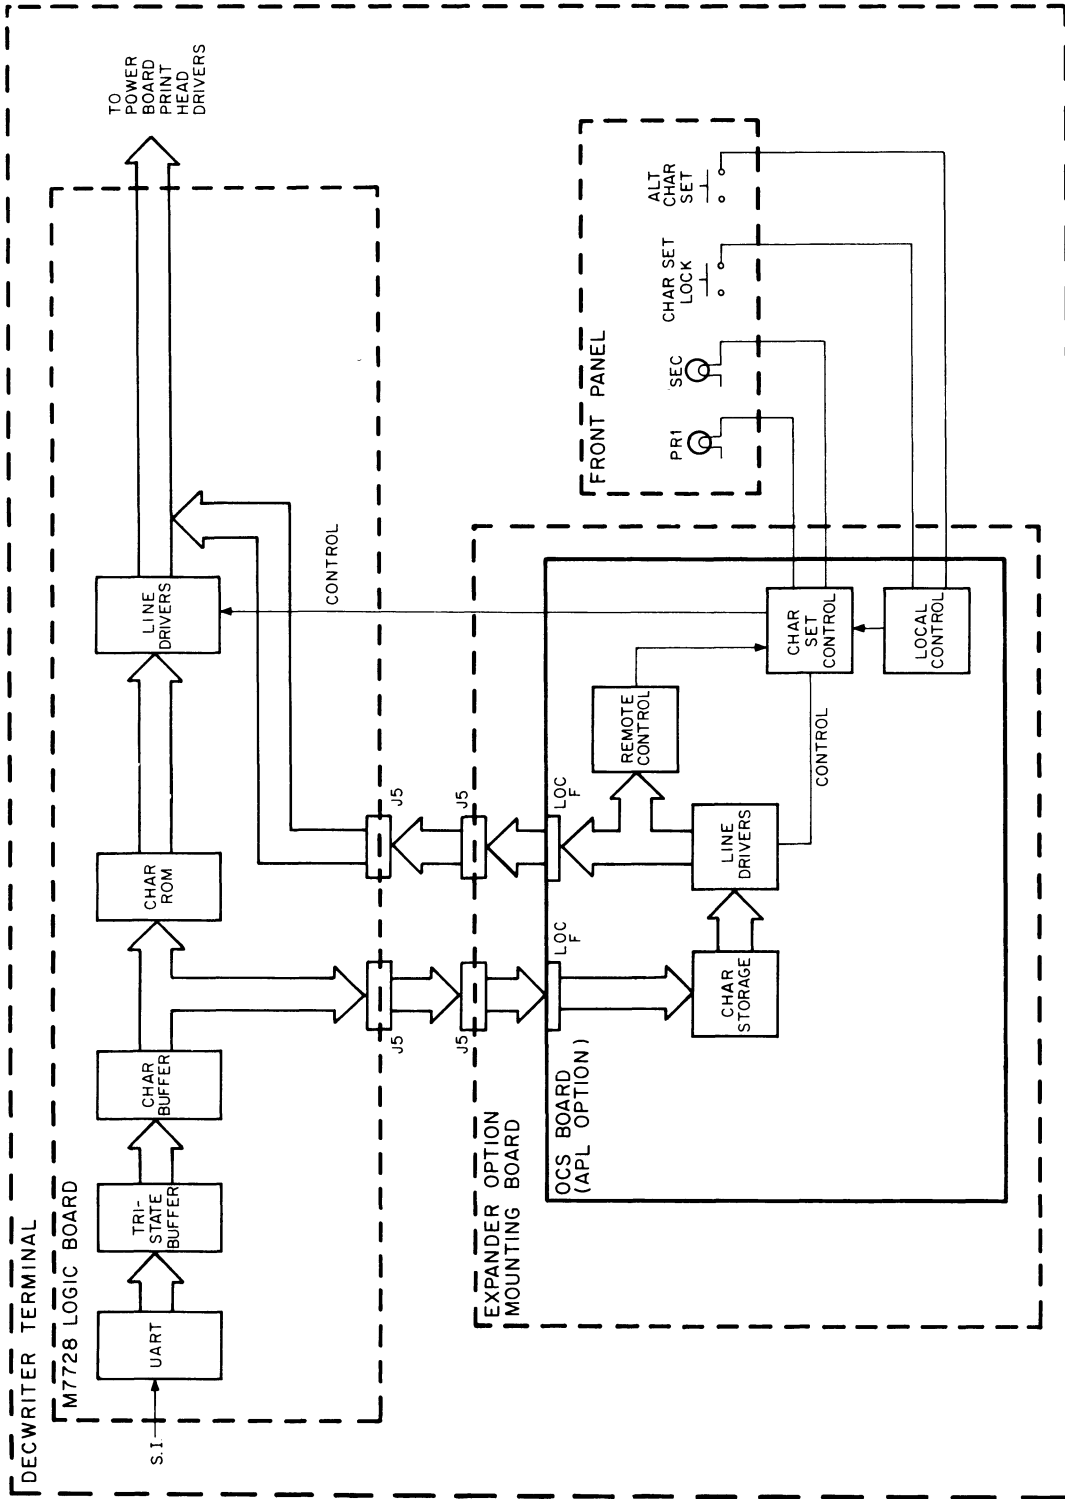 DECWRITER TERMINAL
M7728 LOGIC BOARD
S.I.
UART
TRI-
STATE
BUFFER
CHAR
BUFFER
CHAR
ROM
LINE
DRIVERS
TO
POWER
BOARD
PRINT
HEAD
DRIVERS
CONTROL
J5
J5
J5
J5
EXPANDER OPTION
MOUNTING BOARD
LOC
F
LOC
F
OCS BOARD
(APL OPTION)
CHAR
STORAGE
LINE
DRIVERS
REMOTE
CONTROL
CONTROL
CHAR
SET
CONTROL
LOCAL
CONTROL
FRONT PANEL
PR1
SEC
CHAR SET
LOCK
ALT
CHAR
SET